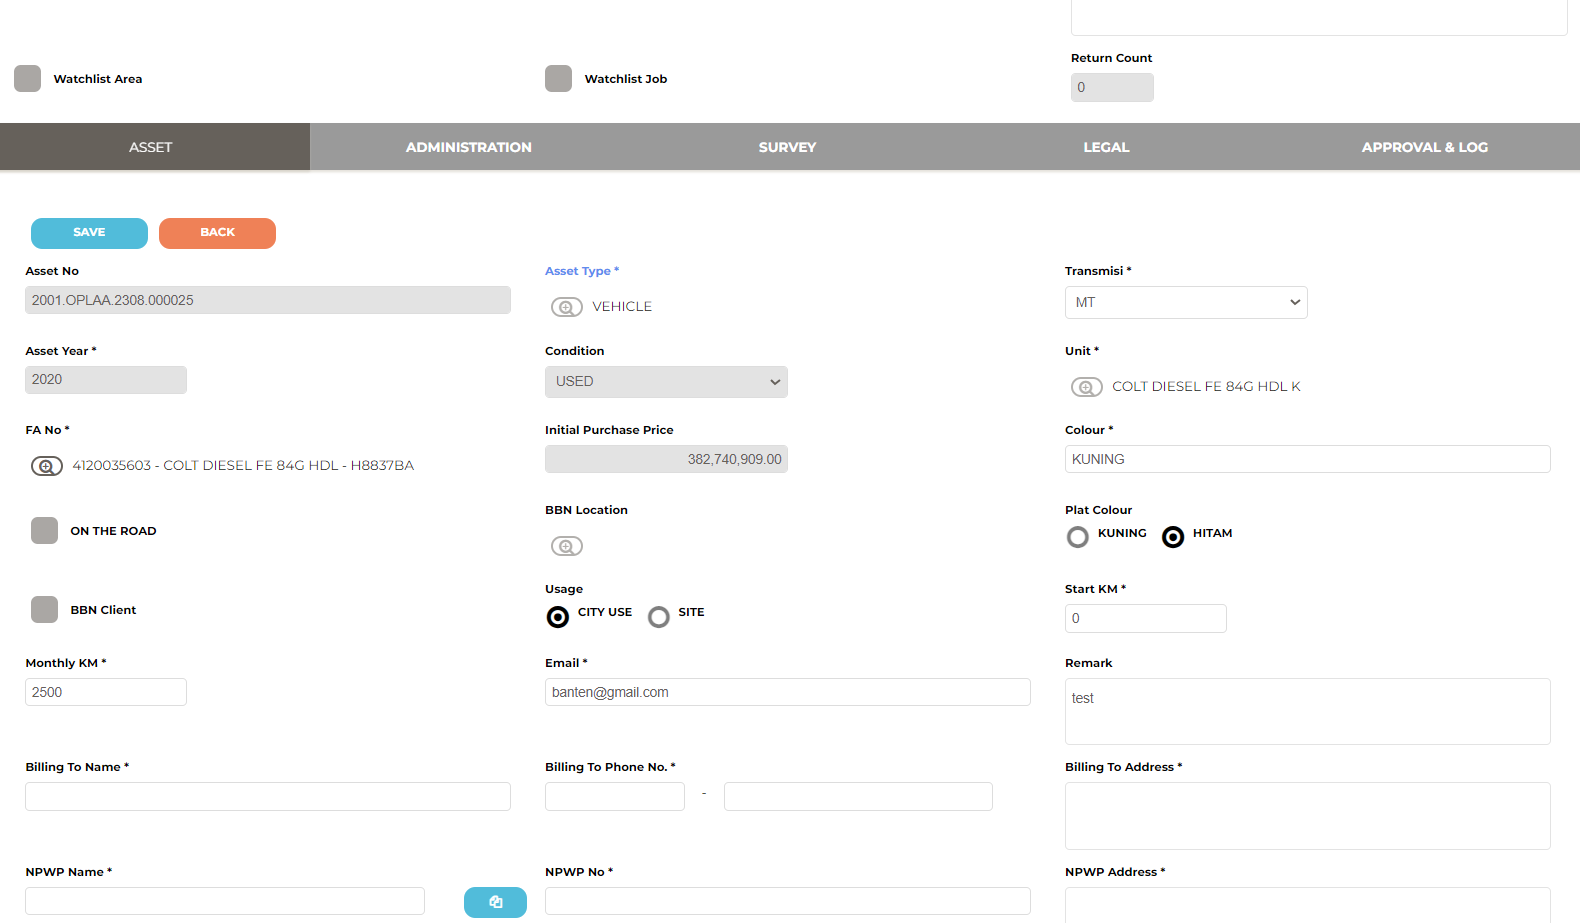 Return Count
Watchlist Area
Watchlist Job
0
ASSET
ADMINISTRATION
SURVEY
LEGAL
APPROVAL & LOG
SAVE
BACK
Asset No
Asset Type *
Transmisi *
2001.OPLAA.2308.000025
VEHICLE
MT
Asset Year *
Condition
Unit *
2020
USED
COLT DIESEL FE 84G HDL K
FA No *
Initial Purchase Price
Colour *
4120035603 - COLT DIESEL FE 84G HDL - H8837BA
382,740,909.00
KUNING
ON THE ROAD
BBN Location
Plat Colour
KUNING
HITAM
BBN Client
Usage
CITY USE
SITE
Start KM *
0
Monthly KM *
Email *
Remark
2500
banten@gmail.com
test
Billing To Name *
Billing To Phone No. *
Billing To Address *
-
NPWP Name *
NPWP No *
NPWP Address *